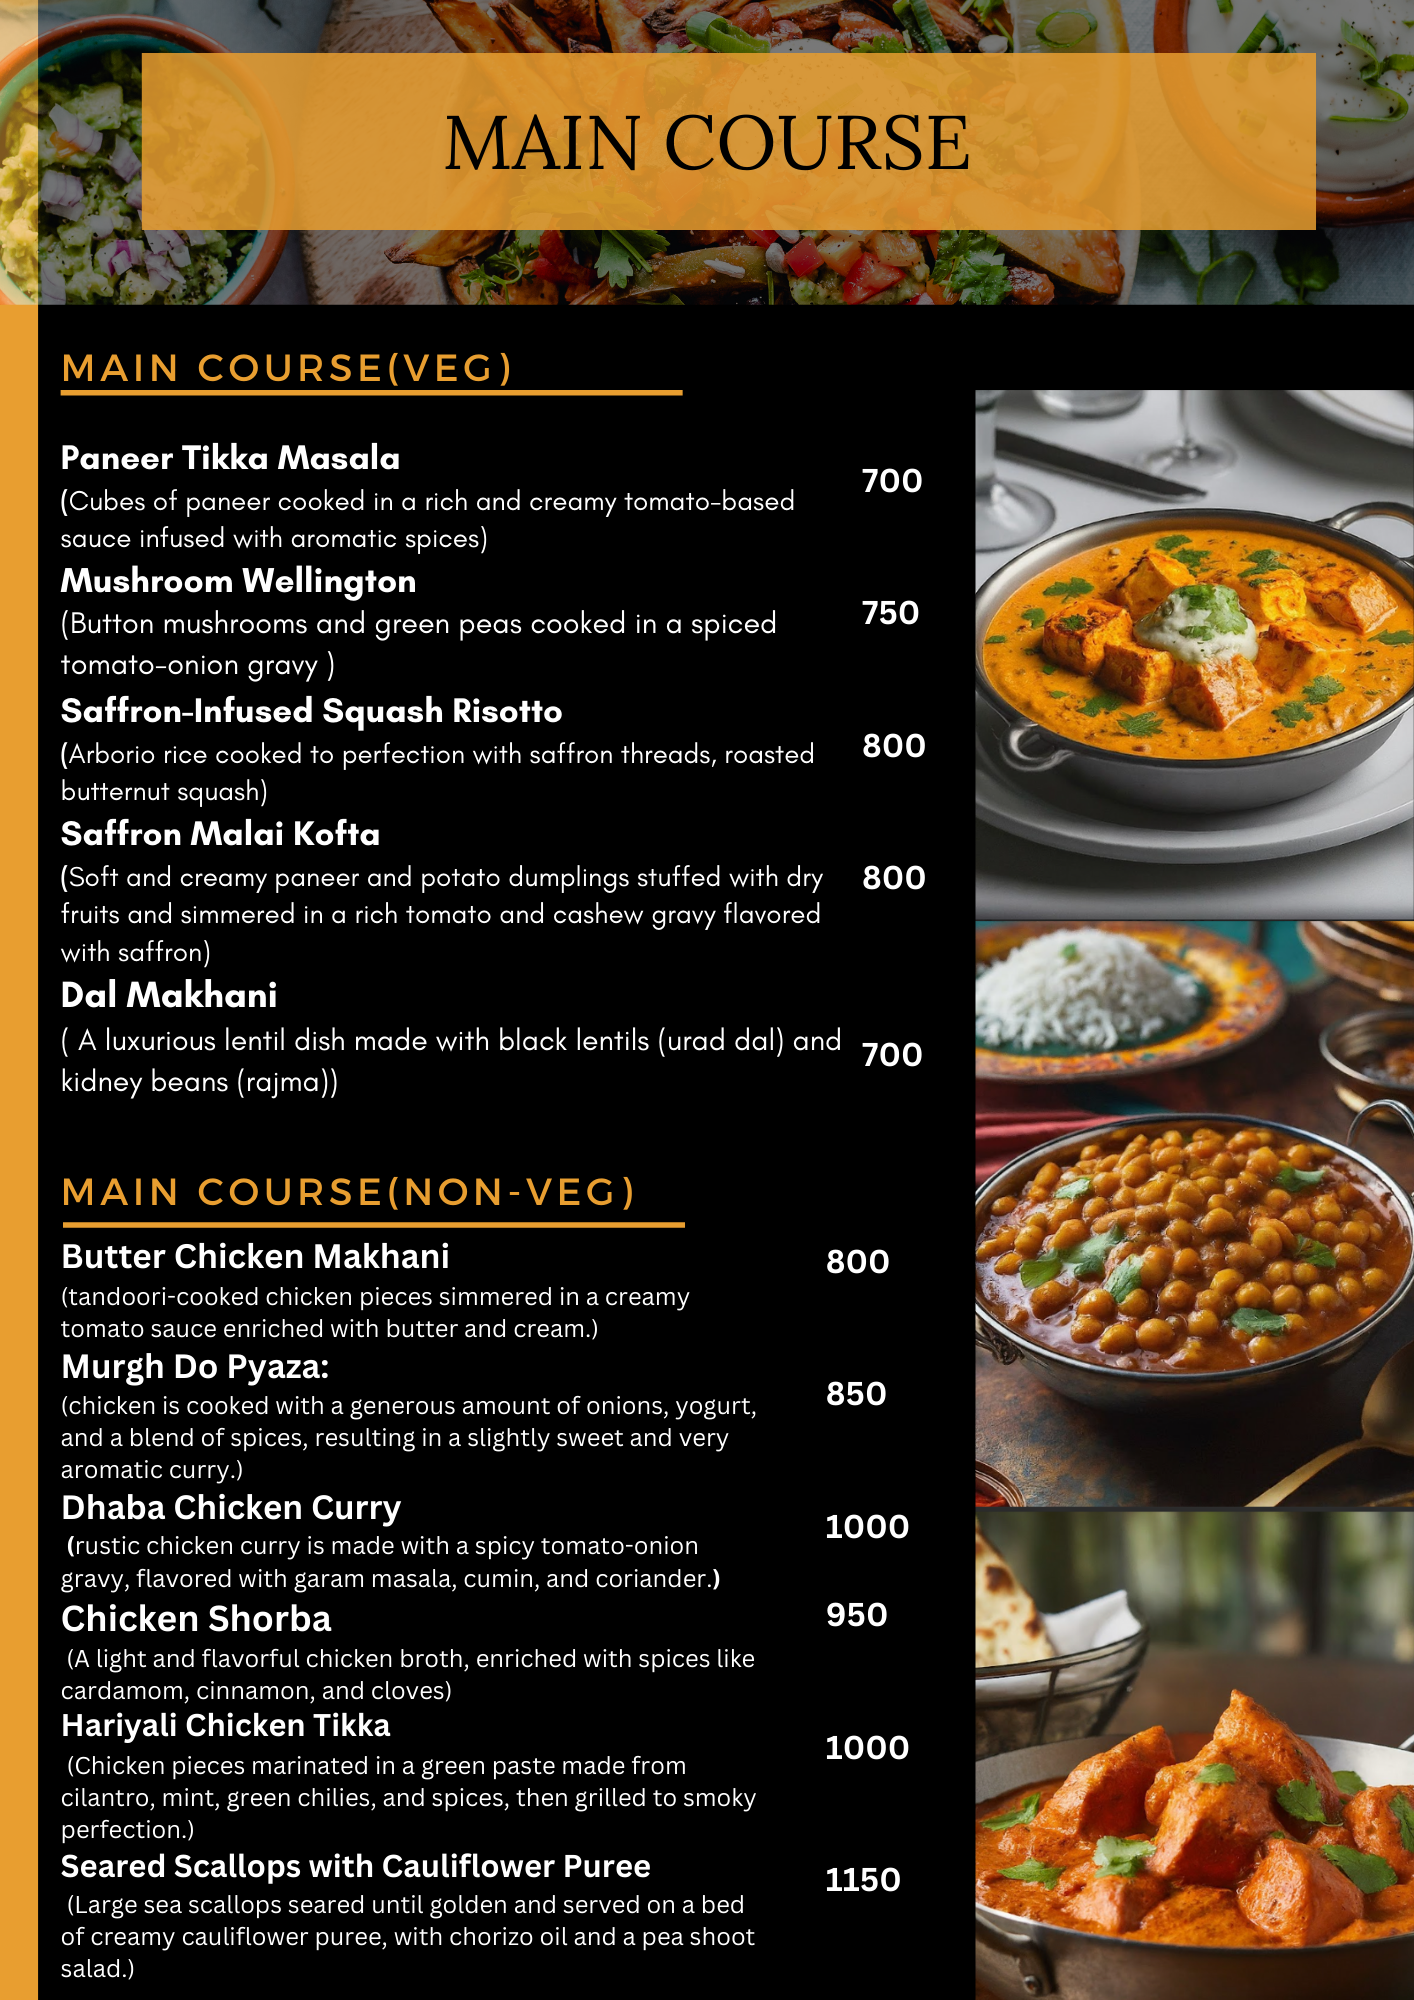 MAIN COURSE
MAIN COURSE(VEG)
Paneer Tikka Masala
700
(Cubes of paneer cooked in a rich and creamy tomato-based
sauce infused with aromatic spices)
Mushroom Wellington
750
(Button mushrooms and green peas cooked in a spiced
tomato-onion gravy )
Saffron-Infused Squash Risotto
800
(Arborio rice cooked to perfection with saffron threads, roasted
butternut squash)
Saffron Malai Kofta
800
(Soft and creamy paneer and potato dumplings stuffed with dry
fruits and simmered in a rich tomato and cashew gravy flavored
with saffron)
Dal Makhani
( A luxurious lentil dish made with black lentils (urad dal) and
700
kidney beans (rajma))
MAIN COURSE(NON-VEG)
Butter Chicken Makhani
800
(tandoori-cooked chicken pieces simmered in a creamy
tomato sauce enriched with butter and cream.)
Murgh Do Pyaza:
850
(chicken is cooked with a generous amount of onions, yogurt,
and a blend of spices, resulting in a slightly sweet and very
aromatic curry.)
Dhaba Chicken Curry
1000
(rustic chicken curry is made with a spicy tomato-onion
gravy, flavored with garam masala, cumin, and coriander.)
Chicken Shorba
950
(A light and flavorful chicken broth, enriched with spices like
cardamom, cinnamon, and cloves)
Hariyali Chicken Tikka
1000
(Chicken pieces marinated in a green paste made from
cilantro, mint, green chilies, and spices, then grilled to smoky
perfection.)
Seared Scallops with Cauliflower Puree
1150
(Large sea scallops seared until golden and served on a bed
of creamy cauliflower puree, with chorizo oil and a pea shoot
salad.)